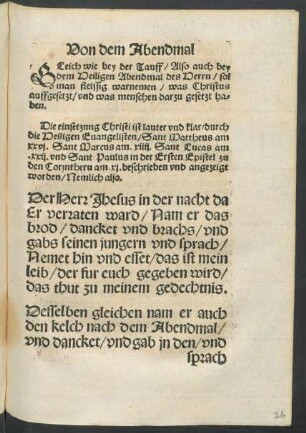 Von dem Abendmal
GLeich wie bey der Tauff/ Also auch bey
dem Heiligen Abendmal des Herrn/ sol
man fleissig warnemen/ was Christus
auffgesetzt/ vnd was menschen darzu gesetzt ha-
ben.
Die einsetzung Christi ist lauter vnd klar/ durch
die Heiligen Euangelisten/ Sant Mattheus am
xxvj. Sant Marcus am. xiiij. Sant Lucas am
.xxij. vnd Sant Paulus in der Ersten Epistel zu
den Corynthern am .xj. beschrieben vnd angezeigt
worden/ Nemlich also.
Der Herr Jhesus in der nacht da
Er verraten ward/ Nam er das
brod/ dancket vnd brachs/ vnd
gabs seinen jungern vnd sprach/
Nemet hin vnd esset/ das ist mein
leib/ der fur euch gegeben wird/
das thut zu meinem gedechtnis.
Desselben gleichen nam er auch
den kelch nach dem Abendmal/
vnd dancket/ vnd gab jn den/ vnd
sprach